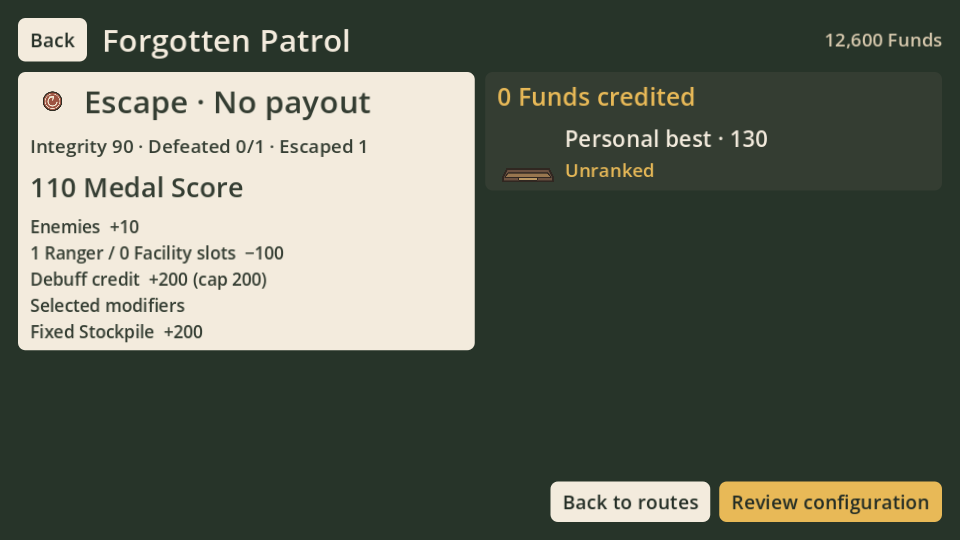 Back
Forgotten Patrol
12,600 Funds
Escape · No payout
Integrity 90 · Defeated 0/1 · Escaped 1
110 Medal Score
Enemies +10
1 Ranger / 0 Facility slots −100
Debuff credit +200 (cap 200)
Selected modifiers
Fixed Stockpile +200
0 Funds credited
Personal best · 130
Unranked
Back to routes
Review configuration